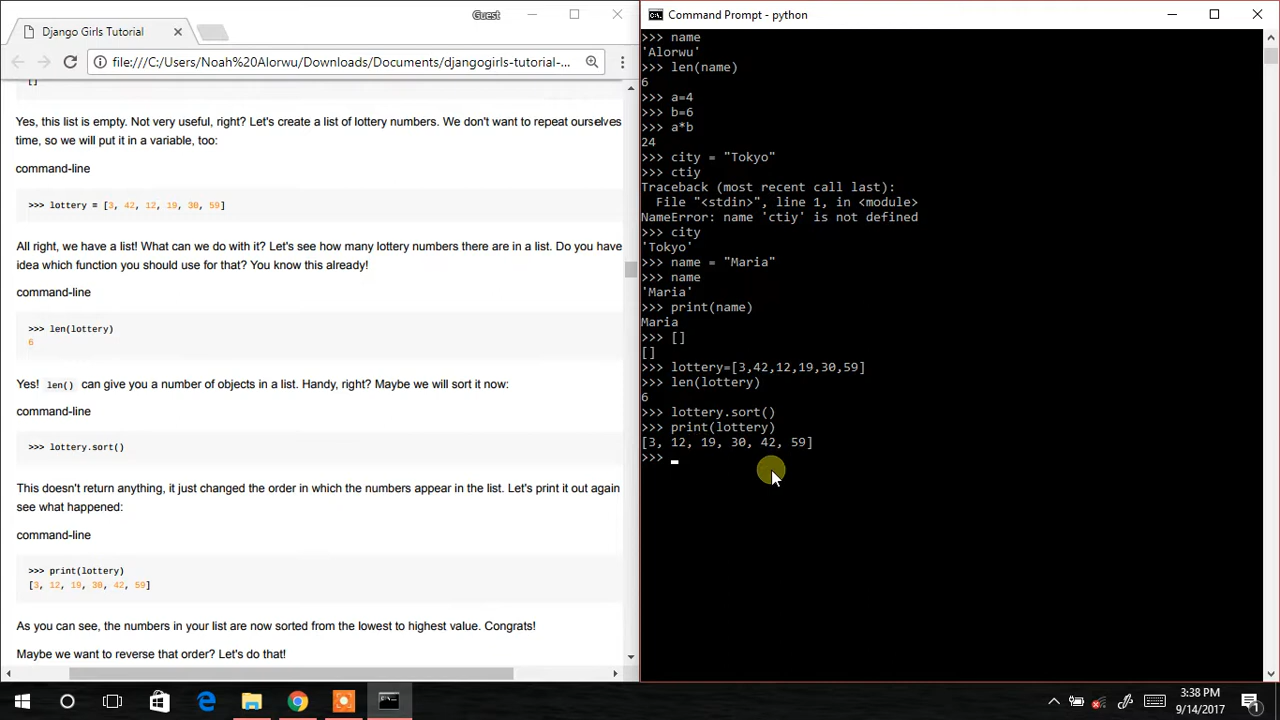 Guest
Django Girls Tutorial
file:///C:/Users/Noah%20Alorwu/Downloads/Documents/djangogirls-tutorial-...
[]
Yes, this list is empty. Not very useful, right? Let's create a list of lottery numbers. We don't want to repeat ourselves
time, so we will put it in a variable, too:
command-line
>>> lottery = [3, 42, 12, 19, 30, 59]
All right, we have a list! What can we do with it? Let's see how many lottery numbers there are in a list. Do you have
idea which function you should use for that? You know this already!
command-line
>>> len(lottery)
6
Yes! len() can give you a number of objects in a list. Handy, right? Maybe we will sort it now:
command-line
>>> lottery.sort()
This doesn't return anything, it just changed the order in which the numbers appear in the list. Let's print it out again
see what happened:
command-line
>>> print(lottery)
[3, 12, 19, 30, 42, 59]
As you can see, the numbers in your list are now sorted from the lowest to highest value. Congrats!
Maybe we want to reverse that order? Let's do that!
Command Prompt - python
>>> name
'Alorwu'
>>> len(name)
6
>>> a=4
>>> b=6
>>> a*b
24
>>> city = "Tokyo"
>>> ctiy
Traceback (most recent call last):
  File "<stdin>", line 1, in <module>
NameError: name 'ctiy' is not defined
>>> city
'Tokyo'
>>> name = "Maria"
>>> name
'Maria'
>>> print(name)
Maria
>>> []
[]
>>> lottery=[3,42,12,19,30,59]
>>> len(lottery)
6
>>> lottery.sort()
>>> print(lottery)
[3, 12, 19, 30, 42, 59]
>>> _
3:38 PM
9/14/2017
1